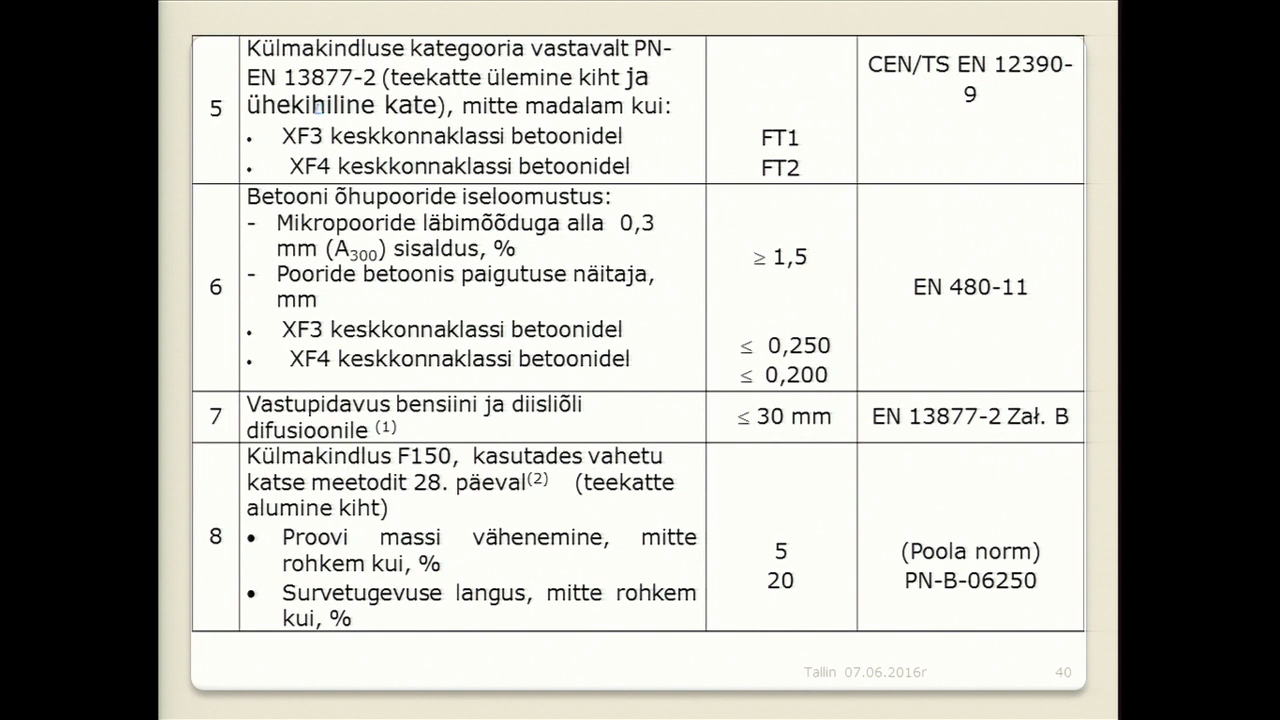 5
Külmakindluse kategooria vastavalt PN-
EN 13877-2 (teekatte ülemine kiht ja
ühekihiline kate), mitte madalam kui:
• XF3 keskkonnaklassi betoonidel
• XF4 keskkonnaklassi betoonidel
FT1
FT2
CEN/TS EN 12390-
9
6
Betooni õhupooride iseloomustus:
- Mikropooride läbimõõduga alla 0,3
mm (A300) sisaldus, %
- Pooride betoonis paigutuse näitaja,
mm
• XF3 keskkonnaklassi betoonidel
• XF4 keskkonnaklassi betoonidel
≥ 1,5
≤ 0,250
≤ 0,200
EN 480-11
7
Vastupidavus bensiini ja diisliõli
difusioonile (1)
≤ 30 mm
EN 13877-2 Zał. B
8
Külmakindlus F150, kasutades vahetu
katse meetodit 28. päeval(2) (teekatte
alumine kiht)
• Proovi massi vähenemine, mitte
rohkem kui, %
• Survetugevuse langus, mitte rohkem
kui, %
5
20
(Poola norm)
PN-B-06250
Tallin 07.06.2016r
40